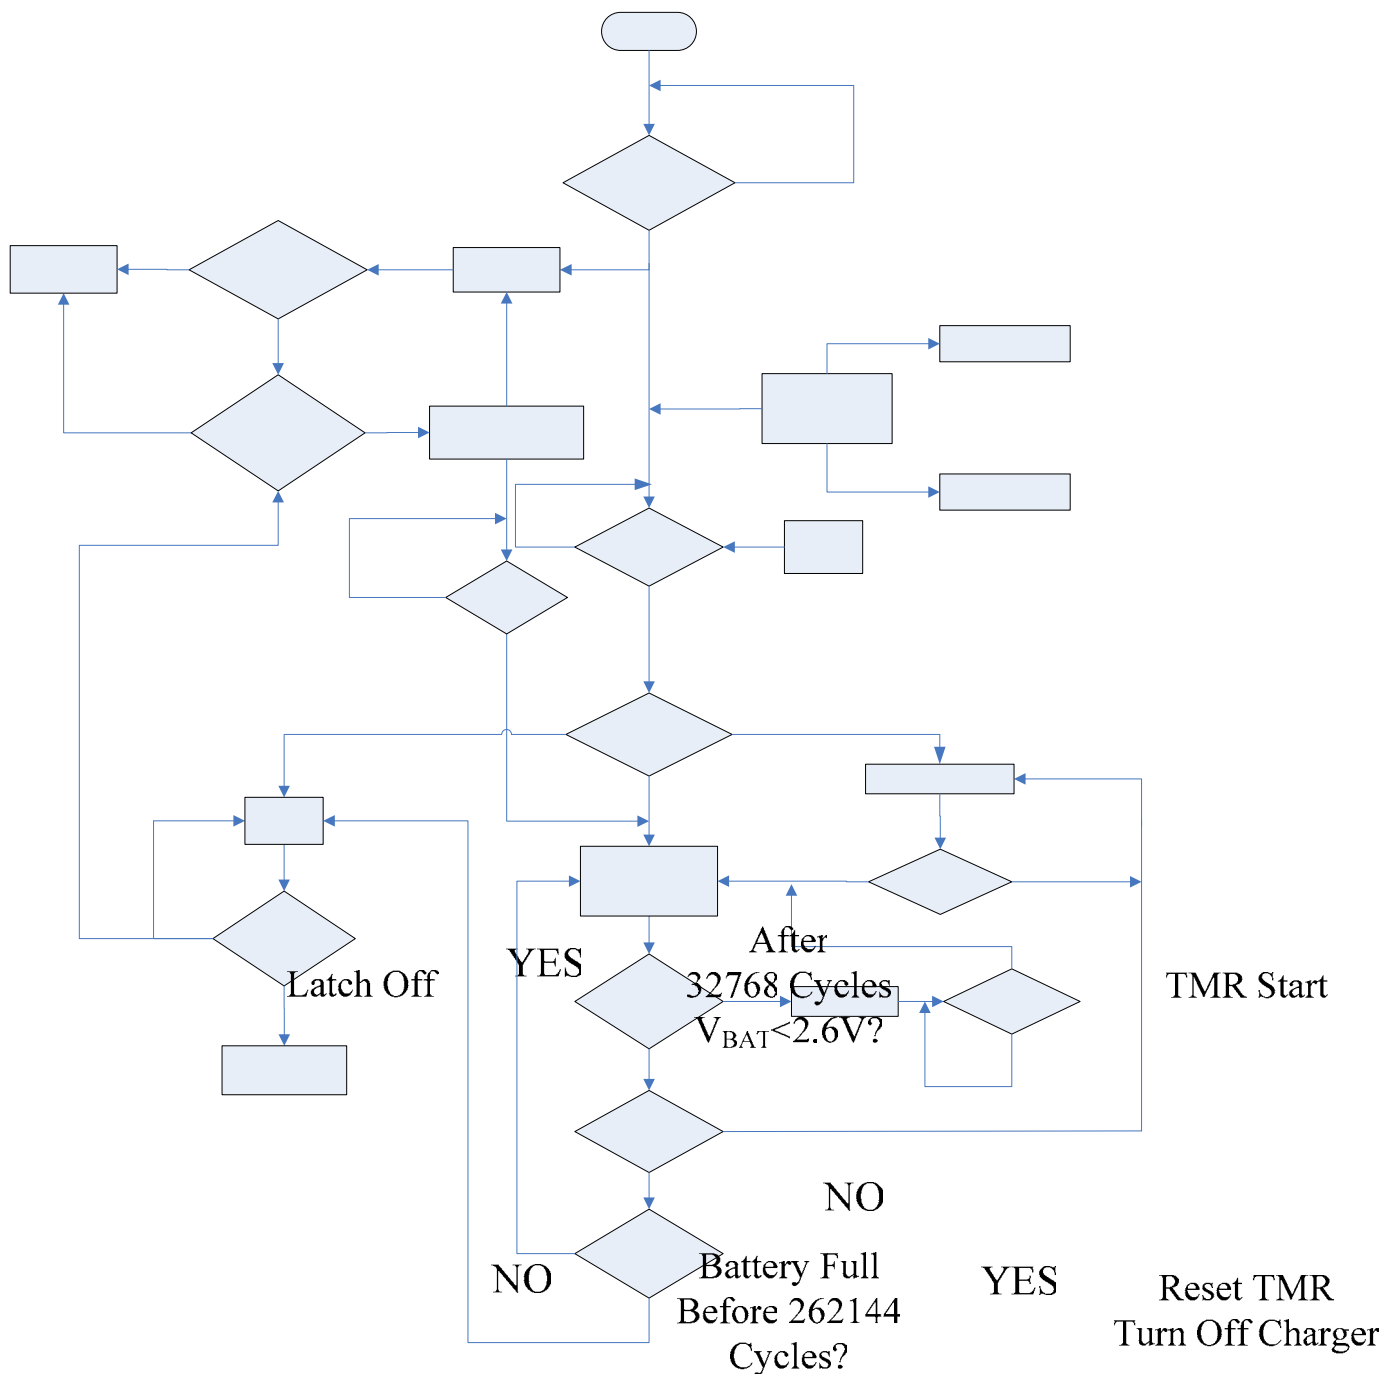 YES
After
32768 Cycles
V_BAT<2.6V?
Latch Off
TMR Start
NO
NO
Battery Full
Before 262144
Cycles?
YES
Reset TMR
Turn Off Charger